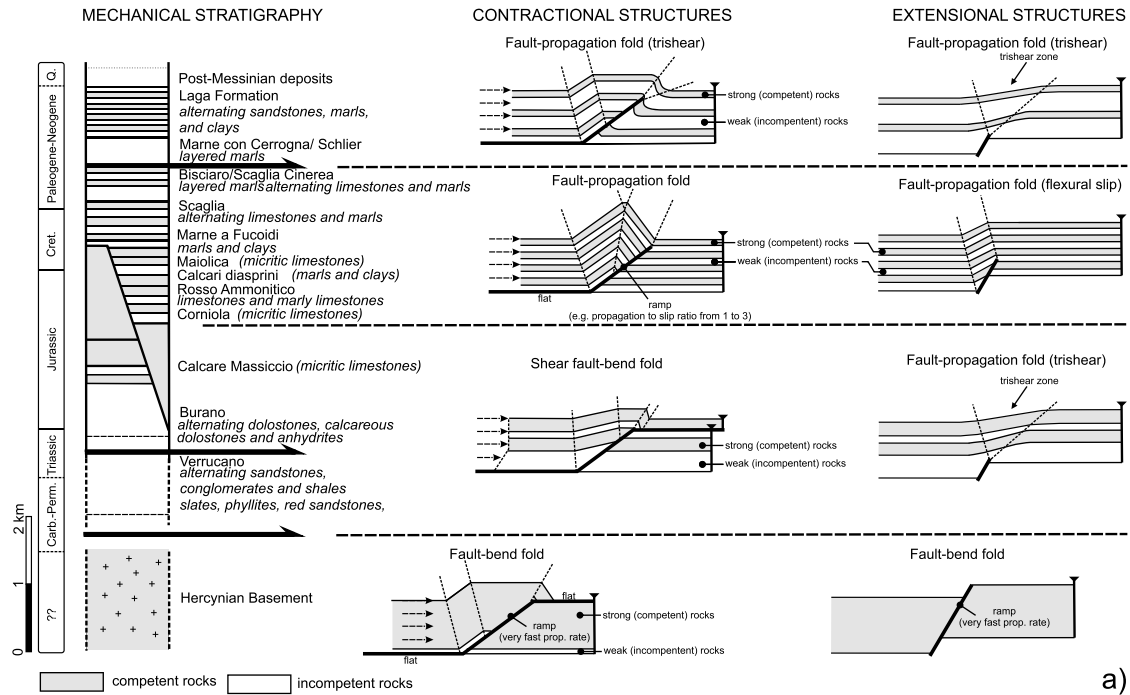 MECHANICAL STRATIGRAPHY
CONTRACTIONAL STRUCTURES
EXTENSIONAL STRUCTURES
Q.
Paleogene-Neogene
Cret.
Jurassic
Triassic
Carb.-Perm.
??
2 km
1
0
Post-Messinian deposits
Laga Formation
alternating sandstones, marls,
and clays
Marne con Cerrogna/ Schlier
layered marls
Bisciaro/Scaglia Cinerea
layered marls alternating limestones and marls
Scaglia
alternating limestones and marls
Marne a Fucoidi
marls and clays
Maiolica (micritic limestones)
Calcari diasprini (marls and clays)
Rosso Ammonitico
limestones and marly limestones
Corniola (micritic limestones)
Calcare Massiccio (micritic limestones)
Burano
alternating dolostones, calcareous
dolostones and anhydrites
Verrucano
alternating sandstones,
conglomerates and shales
slates, phyllites, red sandstones,
Hercynian Basement
Fault-propagation fold (trishear)
strong (competent) rocks
weak (incompentent) rocks
Fault-propagation fold (trishear)
trishear zone
Fault-propagation fold
strong (competent) rocks
weak (incompentent) rocks
flat
ramp
(e.g. propagation to slip ratio from 1 to 3)
Fault-propagation fold (flexural slip)
Shear fault-bend fold
strong (competent) rocks
weak (incompentent) rocks
Fault-propagation fold (trishear)
trishear zone
Fault-bend fold
flat
strong (competent) rocks
ramp
(very fast prop. rate)
weak (incompentent) rocks
flat
Fault-bend fold
ramp
(very fast prop. rate)
competent rocks
incompetent rocks
a)